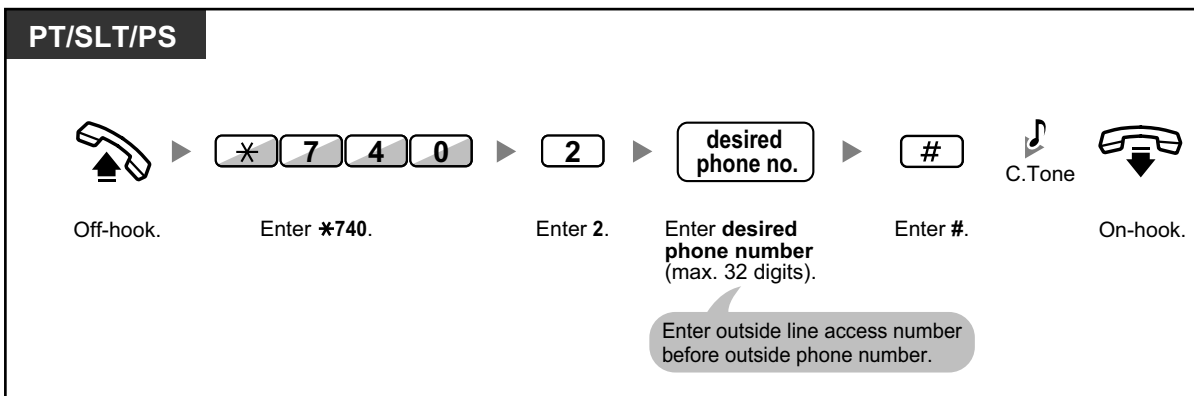 PT/SLT/PS
✳ 7 4 0
2
desired
phone no.
#
C.Tone
Off-hook.
Enter ✳740.
Enter 2.
Enter desired
phone number
(max. 32 digits).
Enter #.
On-hook.
Enter outside line access number
before outside phone number.